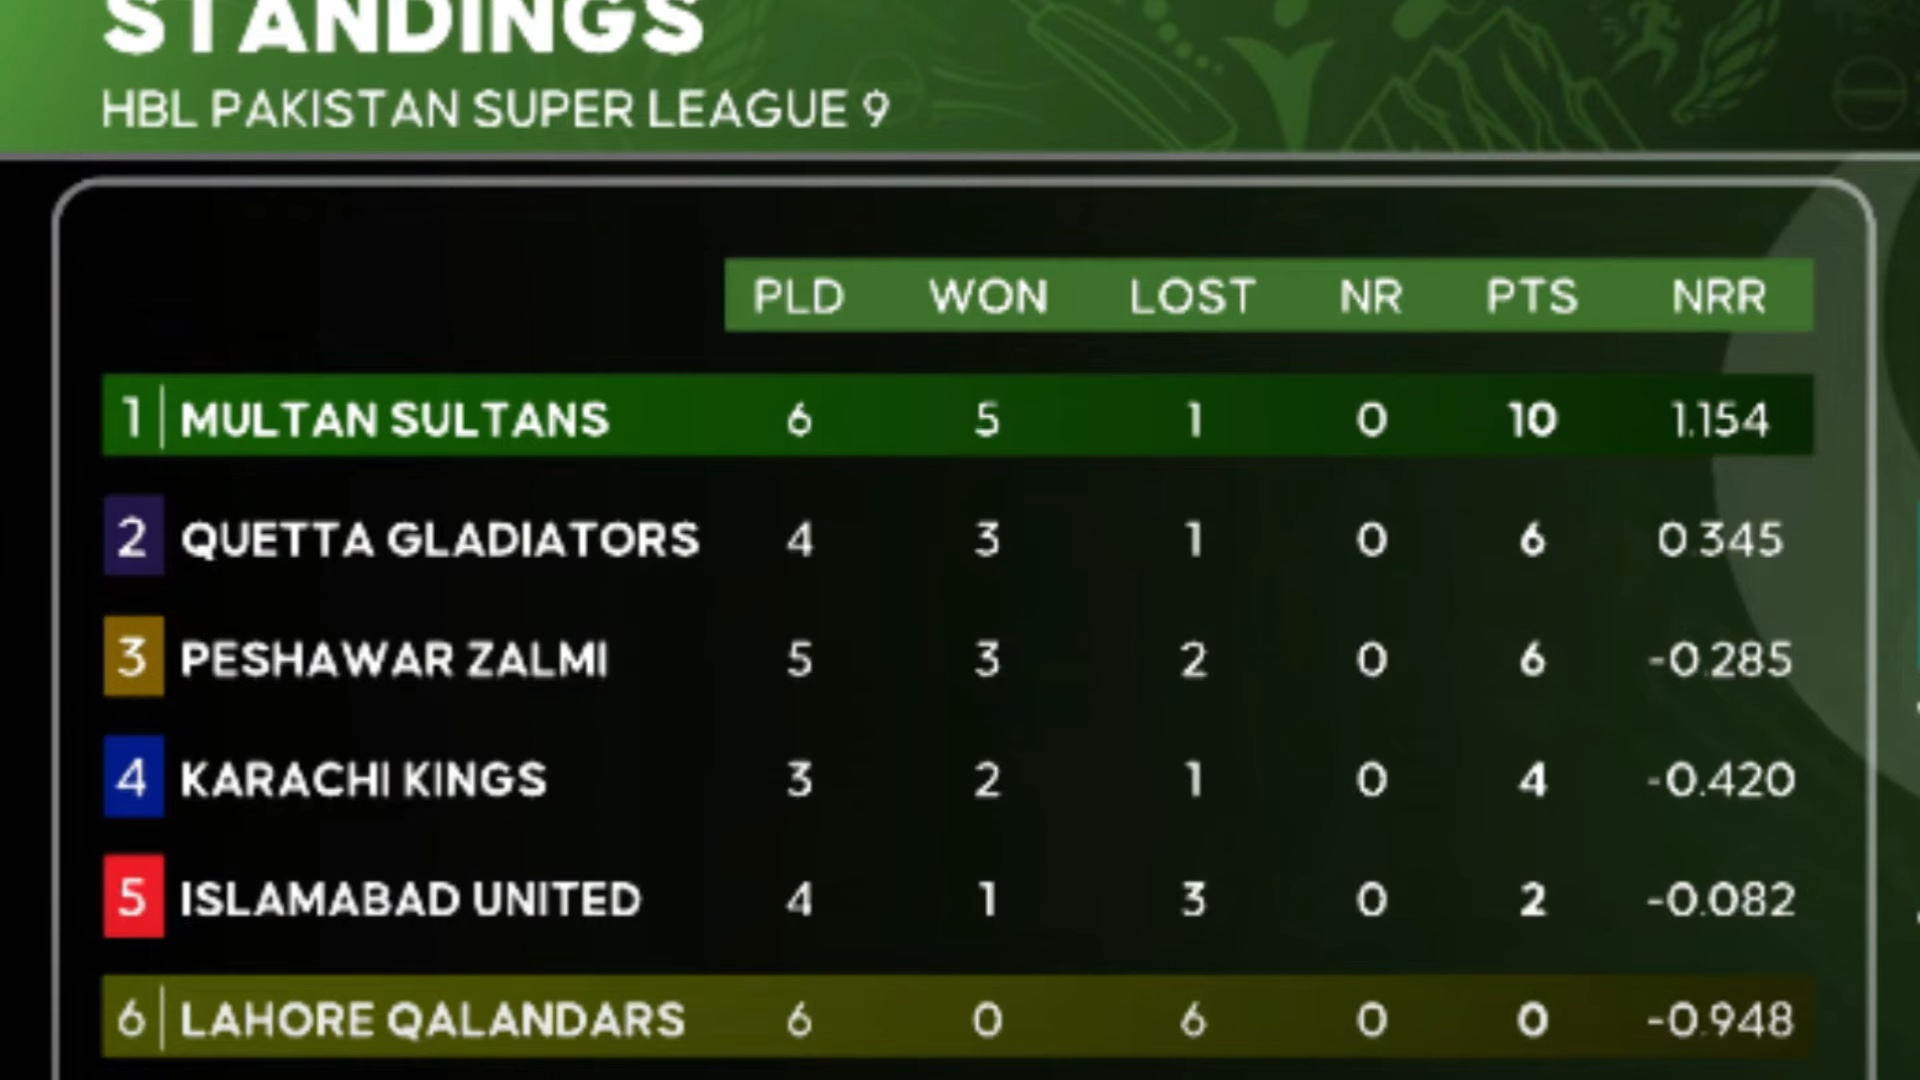 STANDINGS
HBL PAKISTAN SUPER LEAGUE 9
PLD WON LOST NR PTS NRR
1 MULTAN SULTANS 6 5 1 0 10 1.154
2 QUETTA GLADIATORS 4 3 1 0 6 0.345
3 PESHAWAR ZALMI 5 3 2 0 6 -0.285
4 KARACHI KINGS 3 2 1 0 4 -0.420
5 ISLAMABAD UNITED 4 1 3 0 2 -0.082
6 LAHORE QALANDARS 6 0 6 0 0 -0.948